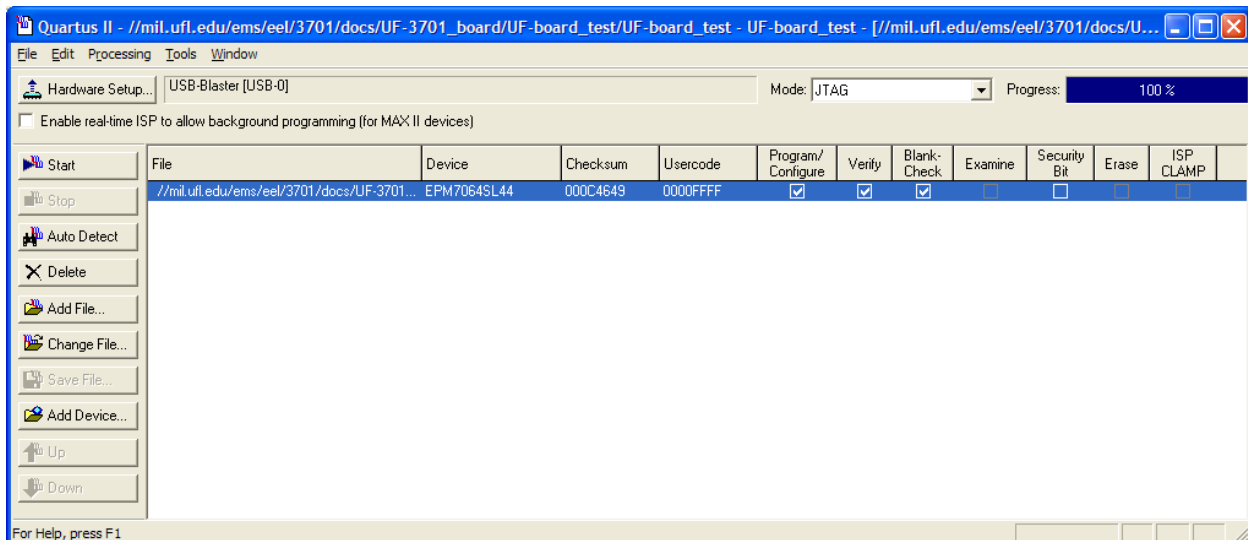 Quartus II - //mil.ufl.edu/ems/eel/3701/docs/UF-3701_board/UF-board_test/UF-board_test - UF-board_test - [//mil.ufl.edu/ems/eel/3701/docs/U...
File Edit Processing Tools Window
Hardware Setup... USB-Blaster [USB-0] Mode: JTAG Progress: 100 %
Enable real-time ISP to allow background programming (for MAX II devices)
File Device Checksum Usercode Program/ Configure Verify Blank- Check Examine Security Bit Erase ISP CLAMP
//mil.ufl.edu/ems/eel/3701/docs/UF-3701... EPM7064SL44 000C4649 0000FFFF
Start
Stop
Auto Detect
Delete
Add File...
Change File...
Save File...
Add Device...
Up
Down
For Help, press F1